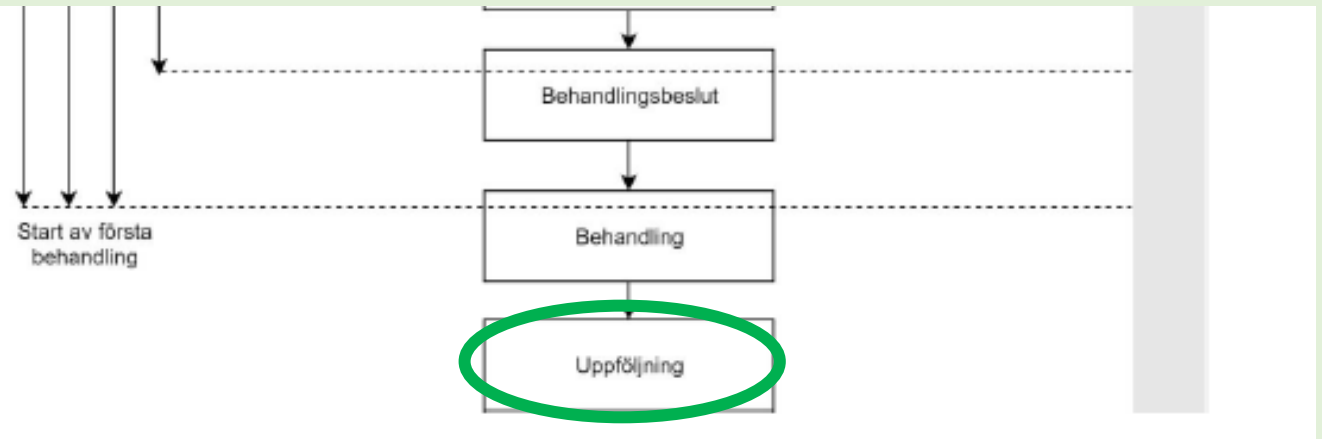 Behandlingsbeslut
Start av första
behandling
Behandling
Uppföljning